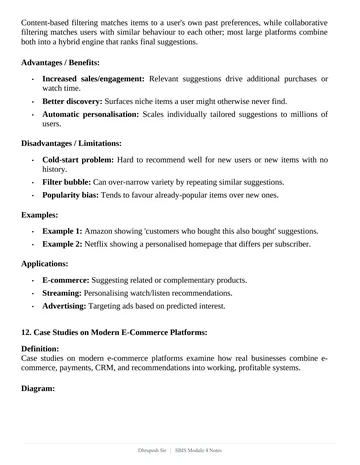 Content-based filtering matches items to a user's own past preferences, while collaborative
filtering matches users with similar behaviour to each other; most large platforms combine
both into a hybrid engine that ranks final suggestions.
Advantages / Benefits:
• Increased sales/engagement: Relevant suggestions drive additional purchases or
watch time.
• Better discovery: Surfaces niche items a user might otherwise never find.
• Automatic personalisation: Scales individually tailored suggestions to millions of
users.
Disadvantages / Limitations:
• Cold-start problem: Hard to recommend well for new users or new items with no
history.
• Filter bubble: Can over-narrow variety by repeating similar suggestions.
• Popularity bias: Tends to favour already-popular items over new ones.
Examples:
• Example 1: Amazon showing 'customers who bought this also bought' suggestions.
• Example 2: Netflix showing a personalised homepage that differs per subscriber.
Applications:
• E-commerce: Suggesting related or complementary products.
• Streaming: Personalising watch/listen recommendations.
• Advertising: Targeting ads based on predicted interest.
12. Case Studies on Modern E-Commerce Platforms:
Definition:
Case studies on modern e-commerce platforms examine how real businesses combine e-
commerce, payments, CRM, and recommendations into working, profitable systems.
Diagram:
Sir | Module 4 Notes